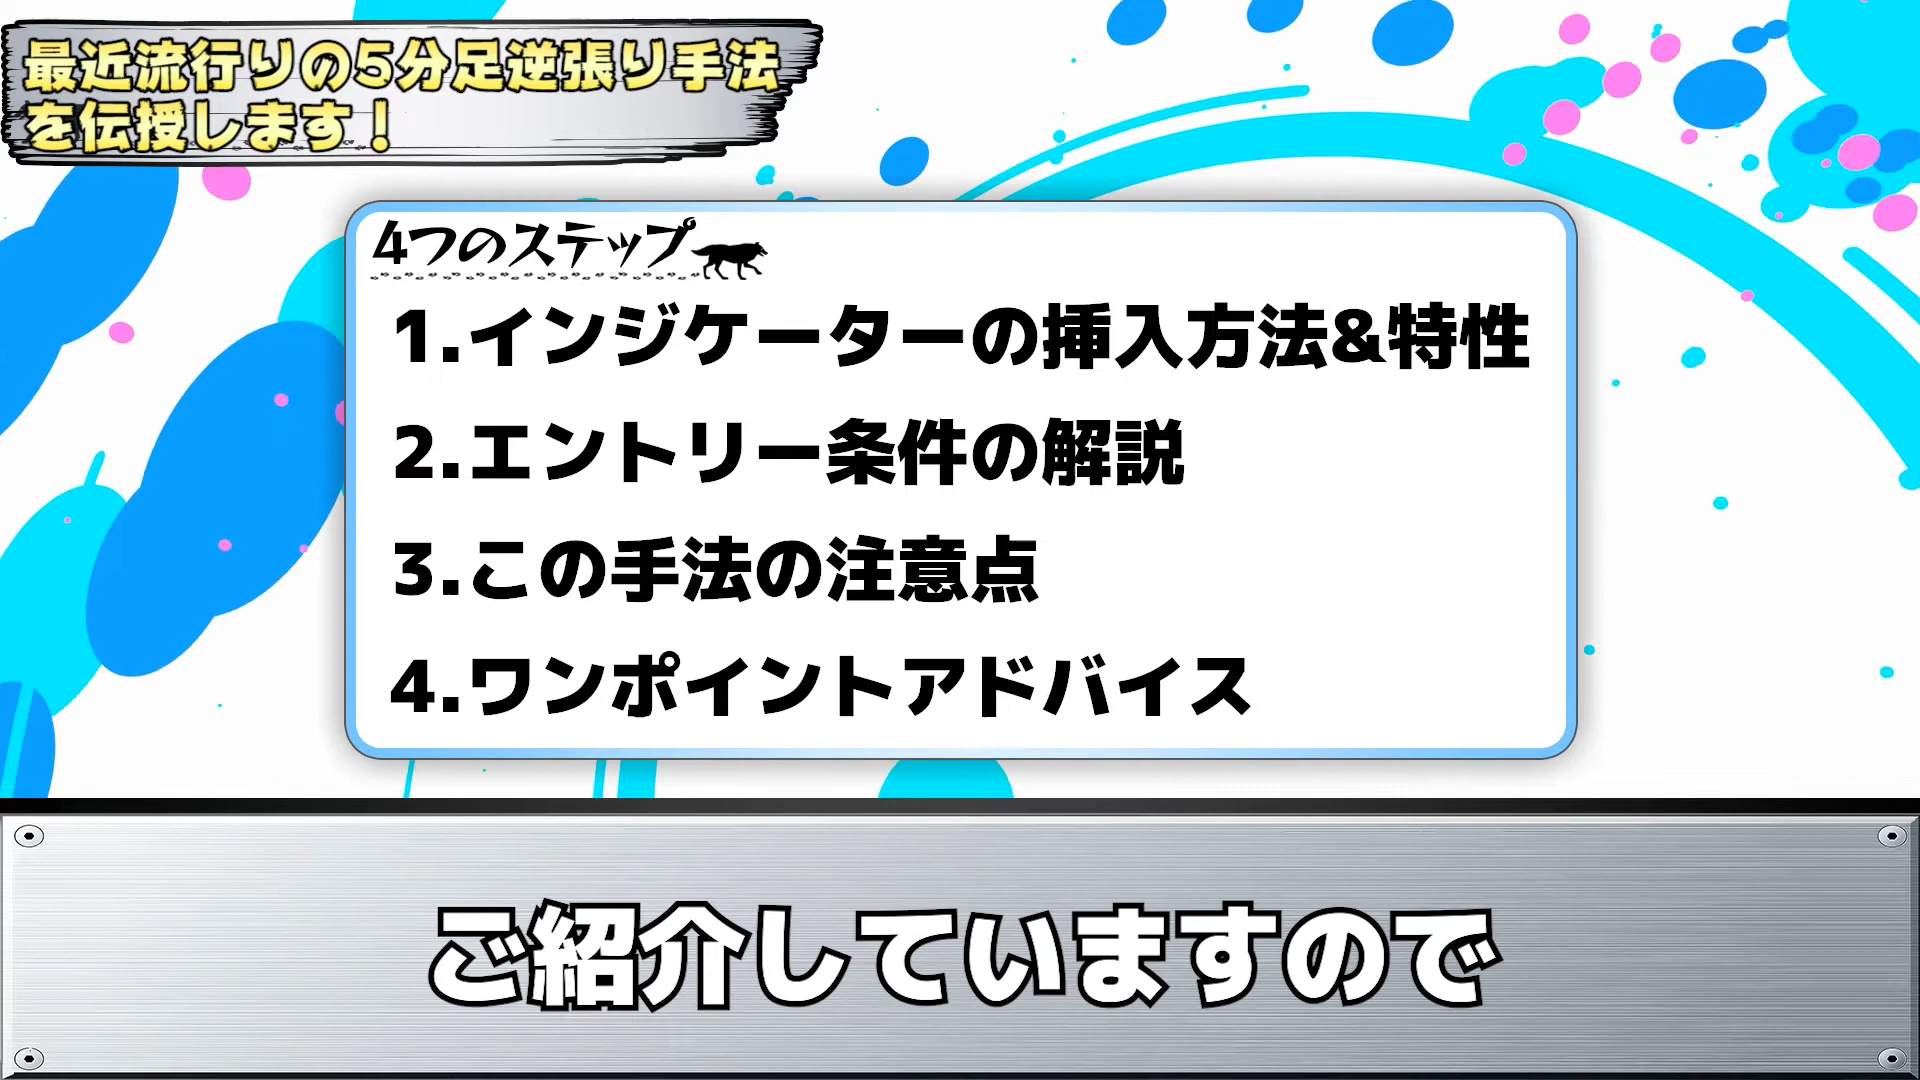 最近流行りの5分足逆張り手法
を伝授します！
4つのステップ
1.インジケーターの挿入方法&特性
2.エントリー条件の解説
3.この手法の注意点
4.ワンポイントアドバイス
ご紹介していますので